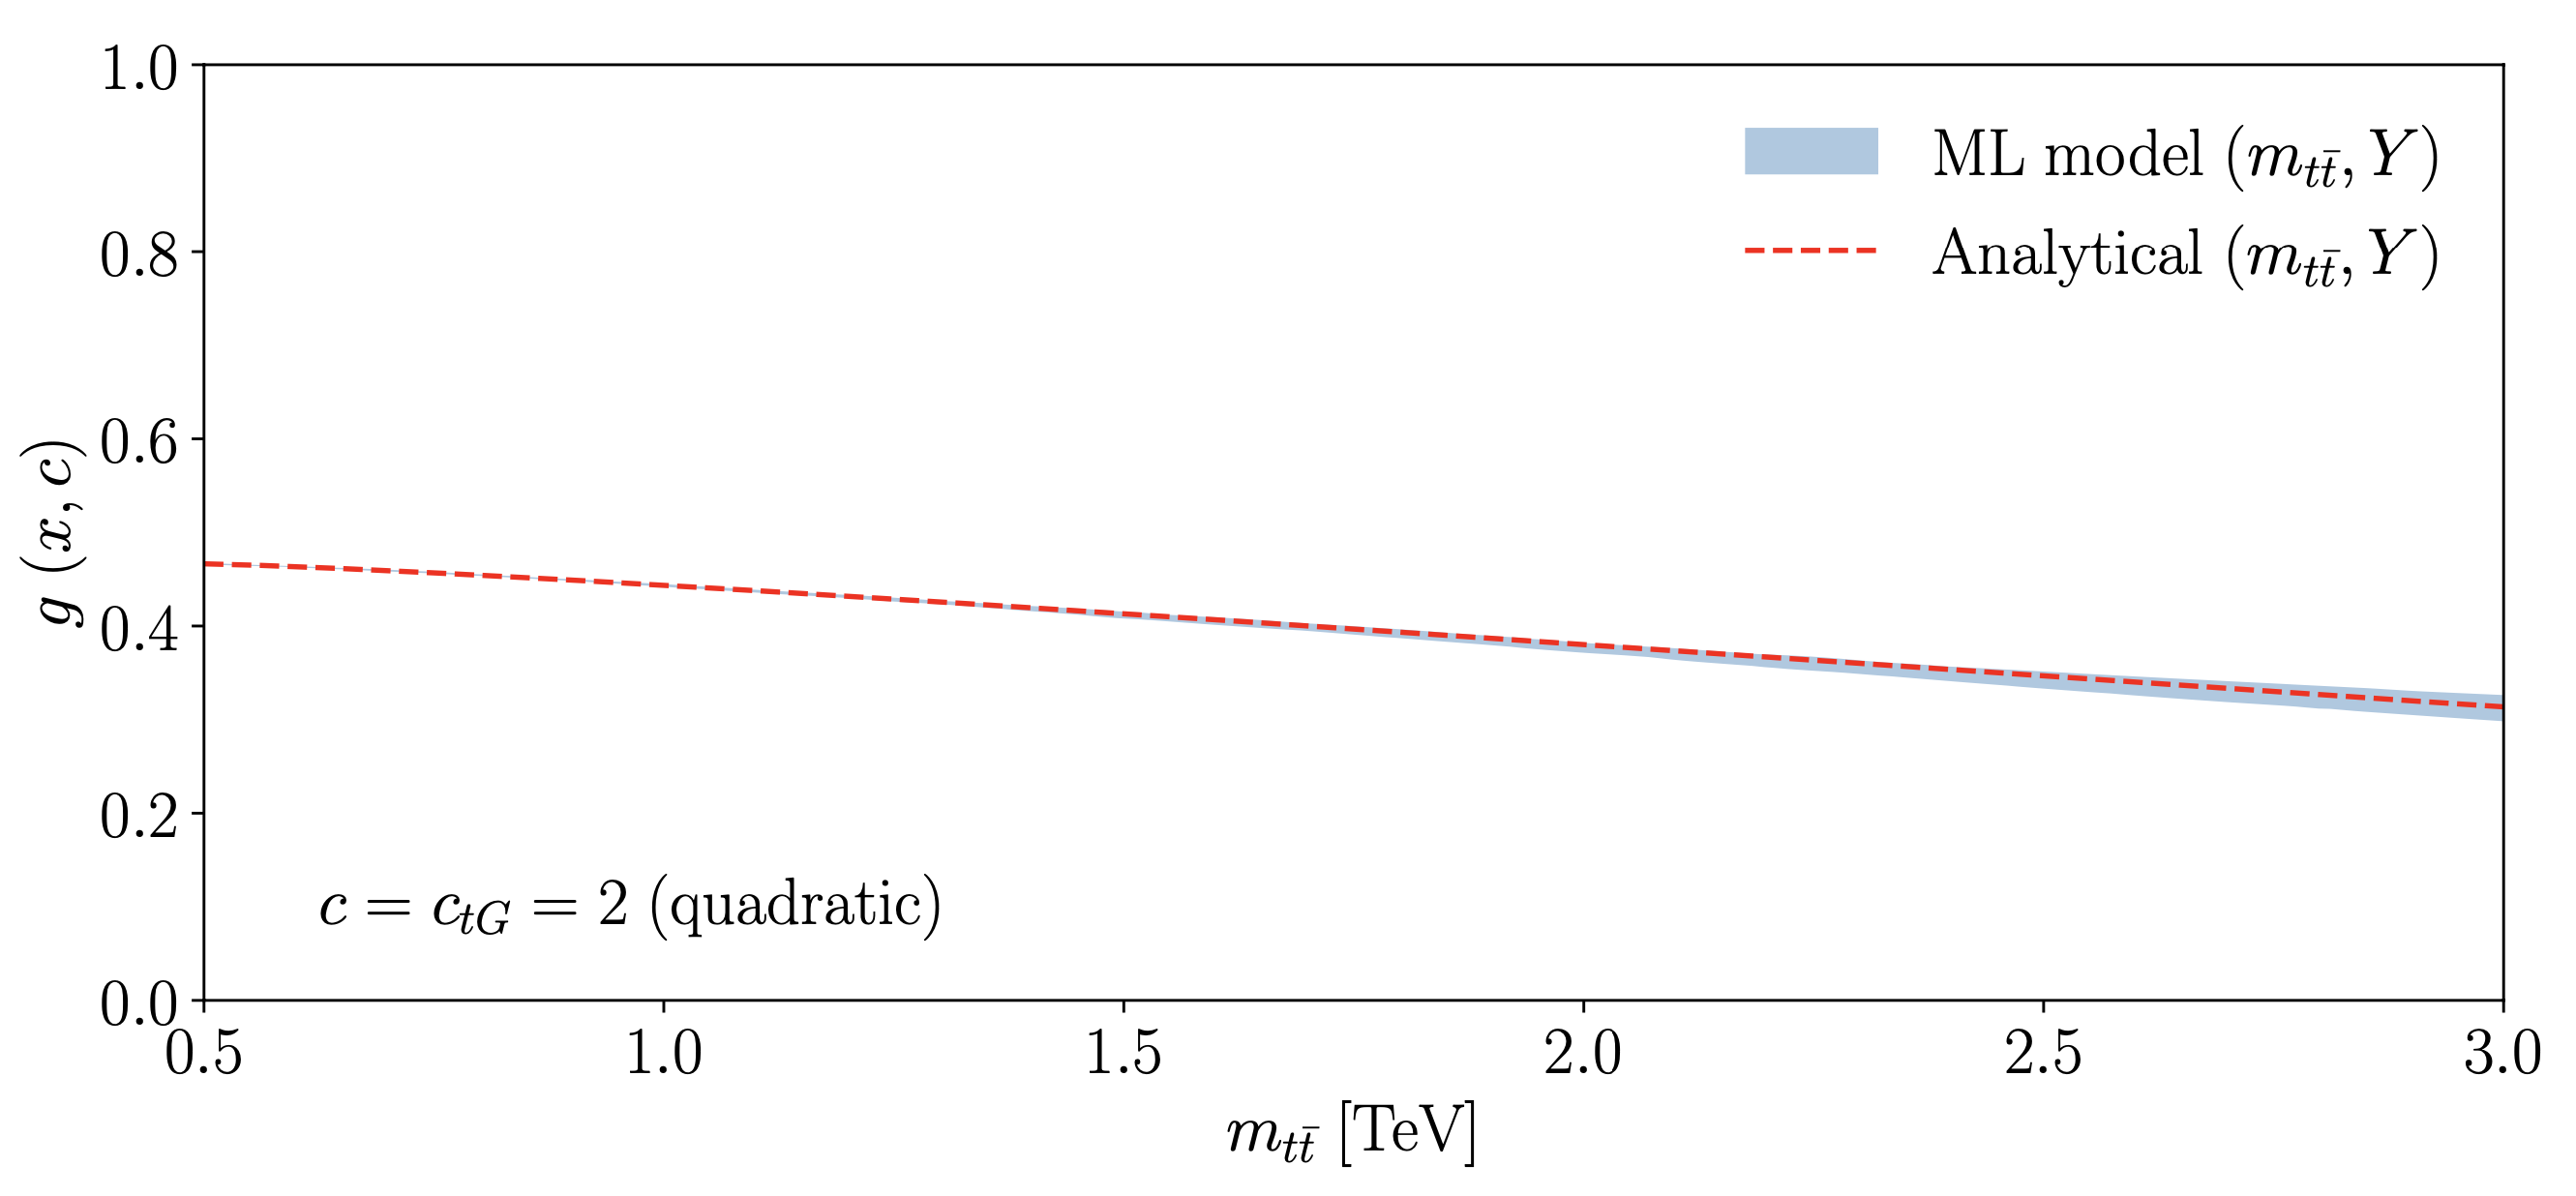 1.0
0.8
0.6
0.4
0.2
0.0
g (x, c)
ML model (m_{tt̄}, Y)
Analytical (m_{tt̄}, Y)
c = c_{tG} = 2 (quadratic)
0.5 1.0 1.5 2.0 2.5 3.0
m_{tt̄} [TeV]